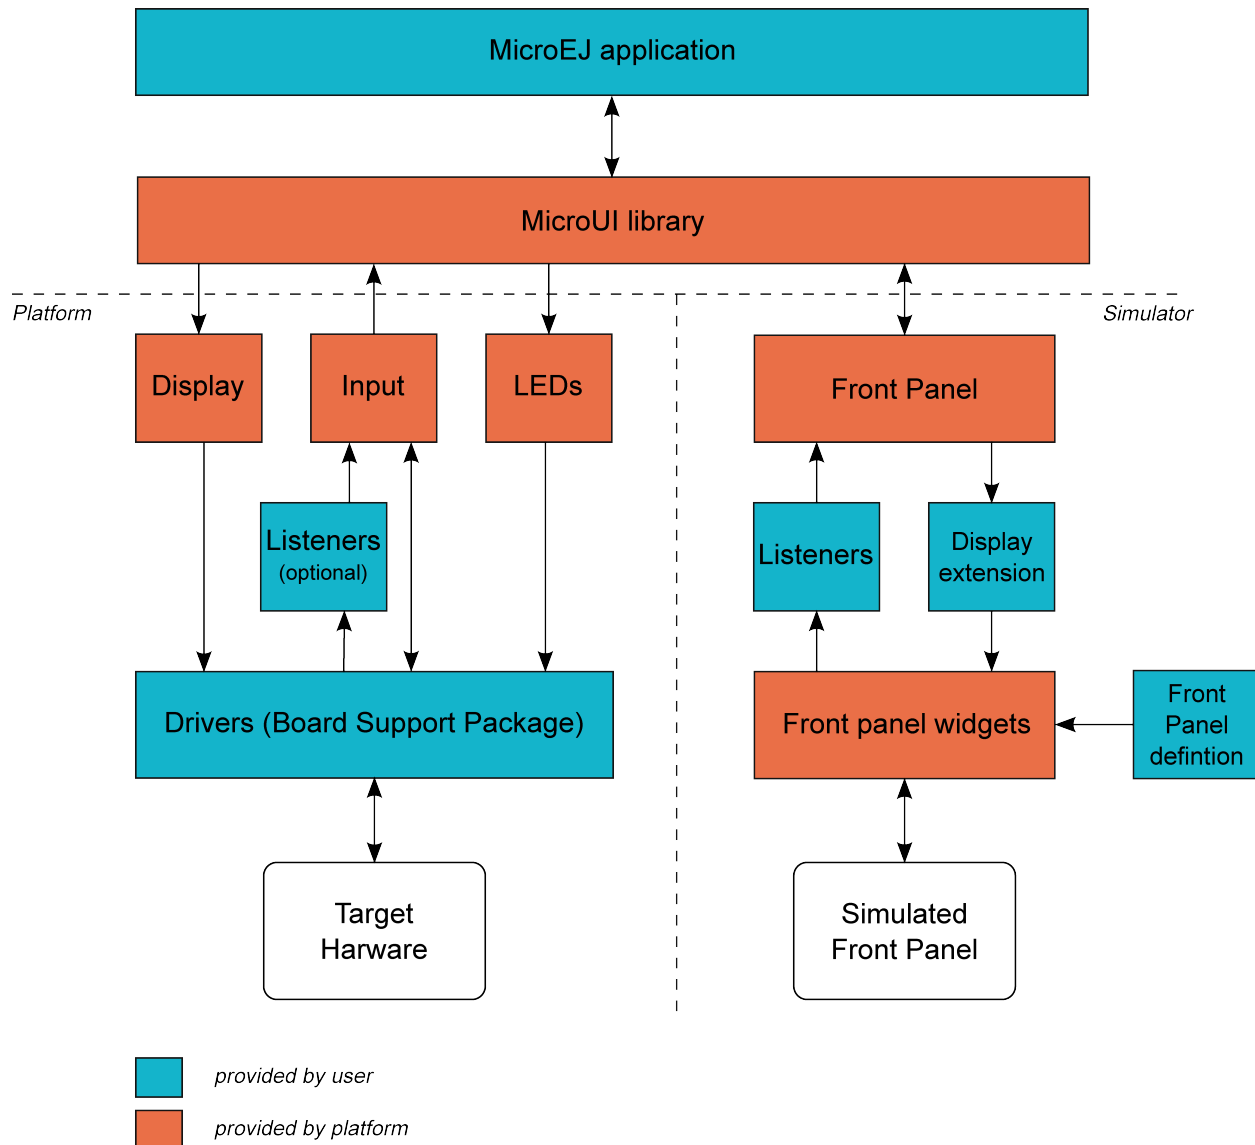 MicroEJ application
MicroUI library
Platform
Simulator
Display
Input
LEDs
Front Panel
Listeners
(optional)
Listeners
Display
extension
Drivers (Board Support Package)
Front panel widgets
Front
Panel
defintion
Target
Harware
Simulated
Front Panel
provided by user
provided by platform